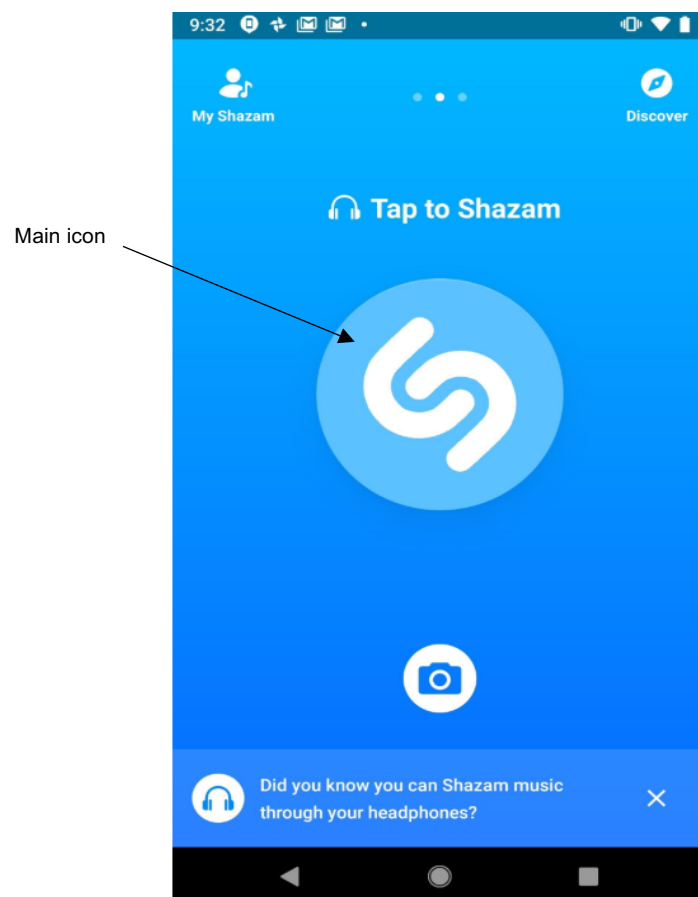 9:32
My Shazam
Discover
Tap to Shazam
Main icon
Did you know you can Shazam music
through your headphones?